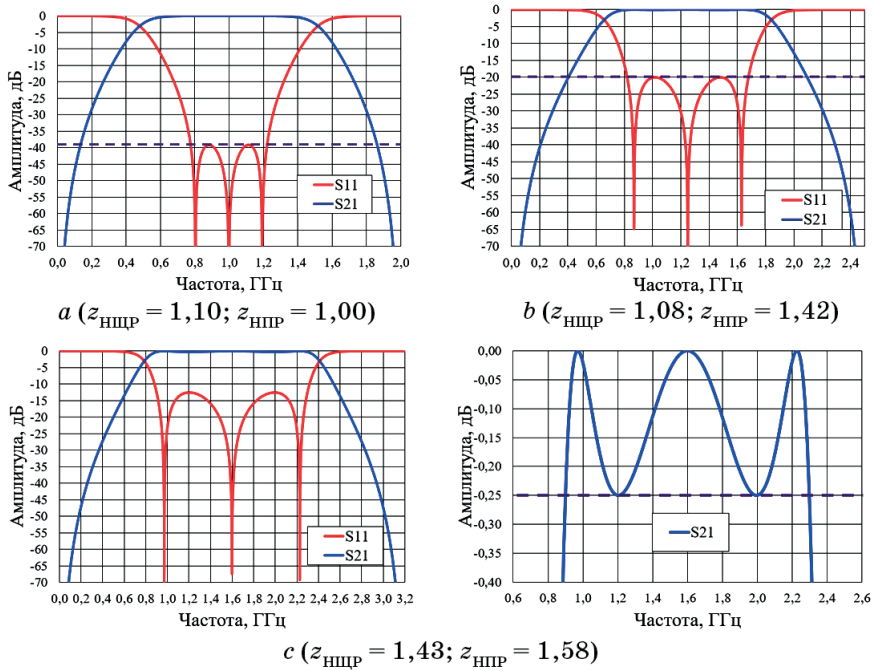 Амплитуда, дБ
0
-5
-10
-15
-20
-25
-30
-35
-40
-45
-50
-55
-60
-65
-70
S11
S21
0,0 0,2 0,4 0,6 0,8 1,0 1,2 1,4 1,6 1,8 2,0
Частота, ГГц
a (zНЩР = 1,10; zНПР = 1,00)
Амплитуда, дБ
0
-5
-10
-15
-20
-25
-30
-35
-40
-45
-50
-55
-60
-65
-70
S11
S21
0,0 0,2 0,4 0,6 0,8 1,0 1,2 1,4 1,6 1,8 2,0 2,2 2,4
Частота, ГГц
b (zНЩР = 1,08; zНПР = 1,42)
Амплитуда, дБ
0
-5
-10
-15
-20
-25
-30
-35
-40
-45
-50
-55
-60
-65
-70
S11
S21
0,0 0,2 0,4 0,6 0,8 1,0 1,2 1,4 1,6 1,8 2,0 2,2 2,4 2,6 2,8 3,0 3,2
Частота, ГГц
Амплитуда, дБ
0,00
-0,05
-0,10
-0,15
-0,20
-0,25
-0,30
-0,35
-0,40
S21
0,6 0,8 1,0 1,2 1,4 1,6 1,8 2,0 2,2 2,4 2,6
Частота, ГГц
c (zНЩР = 1,43; zНПР = 1,58)